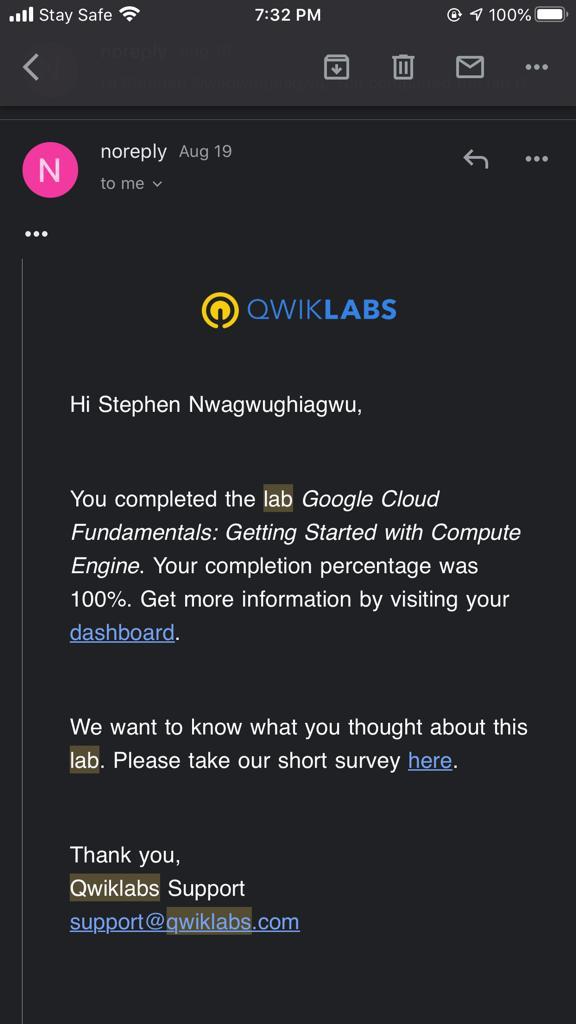 Stay Safe 7:32 PM 100%
noreply Aug 19
to me
N
QWIKLABS
Hi Stephen Nwagwughiagwu,
You completed the lab Google Cloud
Fundamentals: Getting Started with Compute
Engine. Your completion percentage was
100%. Get more information by visiting your
dashboard.
We want to know what you thought about this
lab. Please take our short survey here.
Thank you,
Qwiklabs Support
support@qwiklabs.com